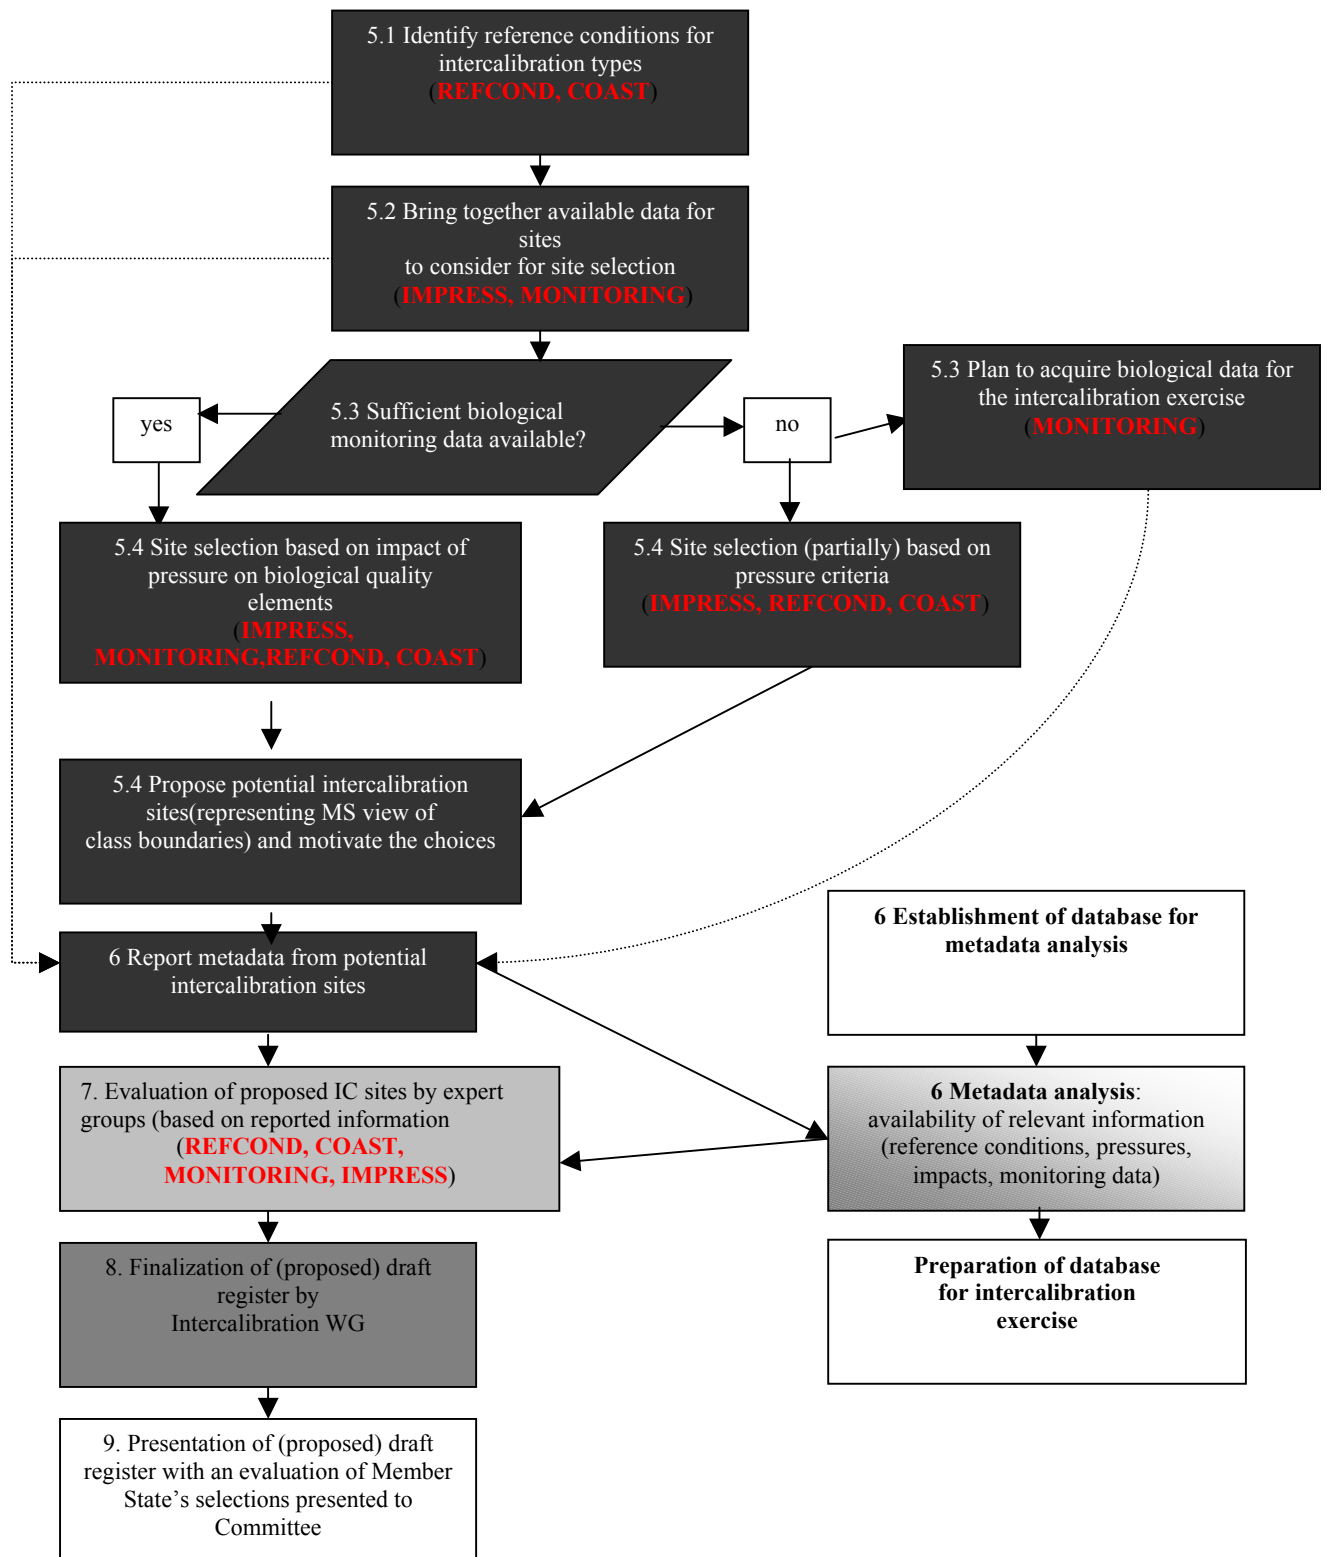 5.1 Identify reference conditions for
intercalibration types
(REFCOND, COAST)
5.2 Bring together available data for
sites
to consider for site selection
(IMPRESS, MONITORING)
5.3 Sufficient biological
monitoring data available?
yes
no
5.3 Plan to acquire biological data for
the intercalibration exercise
(MONITORING)
5.4 Site selection based on impact of
pressure on biological quality
elements
(IMPRESS,
MONITORING,REFCOND, COAST)
5.4 Site selection (partially) based on
pressure criteria
(IMPRESS, REFCOND, COAST)
5.4 Propose potential intercalibration
sites(representing MS view of
class boundaries) and motivate the choices
6 Report metadata from potential
intercalibration sites
6 Establishment of database for
metadata analysis
7. Evaluation of proposed IC sites by expert
groups (based on reported information
(REFCOND, COAST,
MONITORING, IMPRESS)
6 Metadata analysis:
availability of relevant information
(reference conditions, pressures,
impacts, monitoring data)
8. Finalization of (proposed) draft
register by
Intercalibration WG
Preparation of database
for intercalibration
exercise
9. Presentation of (proposed) draft
register with an evaluation of Member
State's selections presented to
Committee